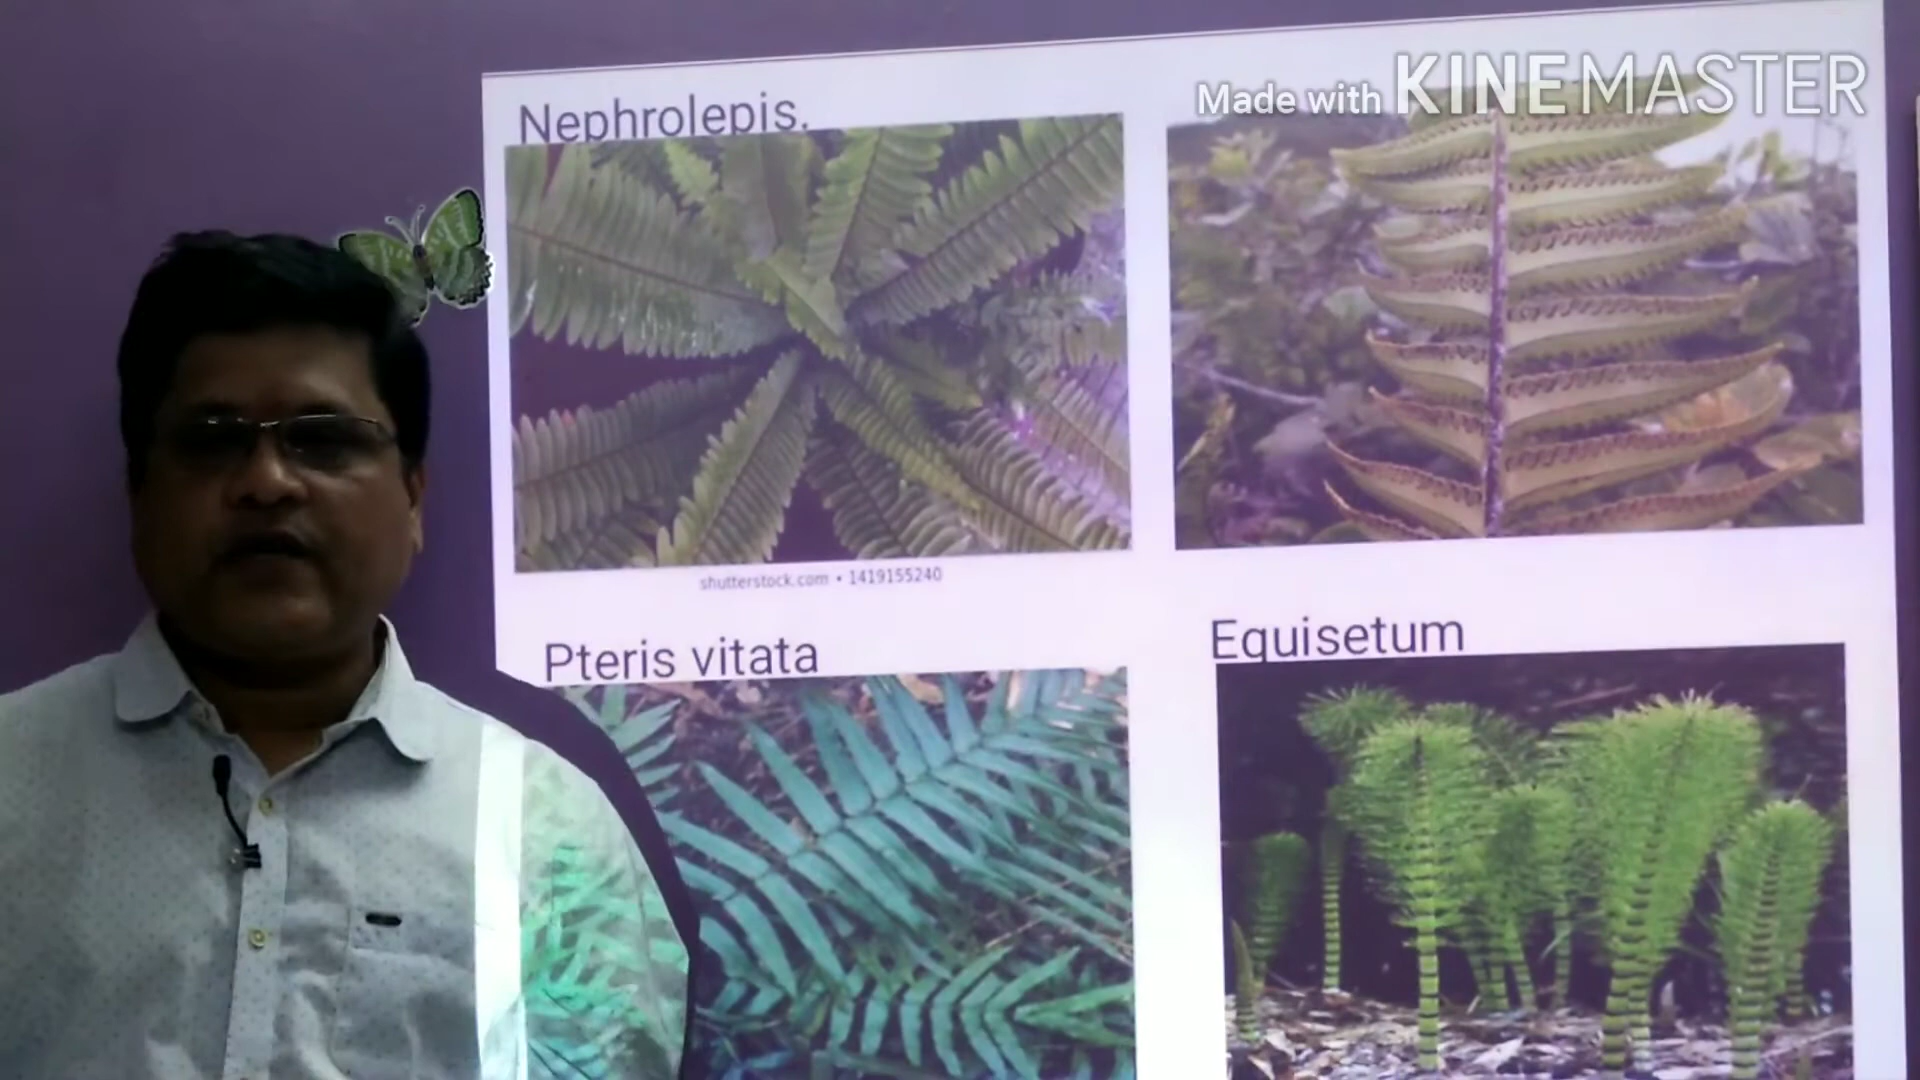 Made with KINEMASTER
Nephrolepis.
shutterstock.com • 1419155240
Pteris vitata
Equisetum